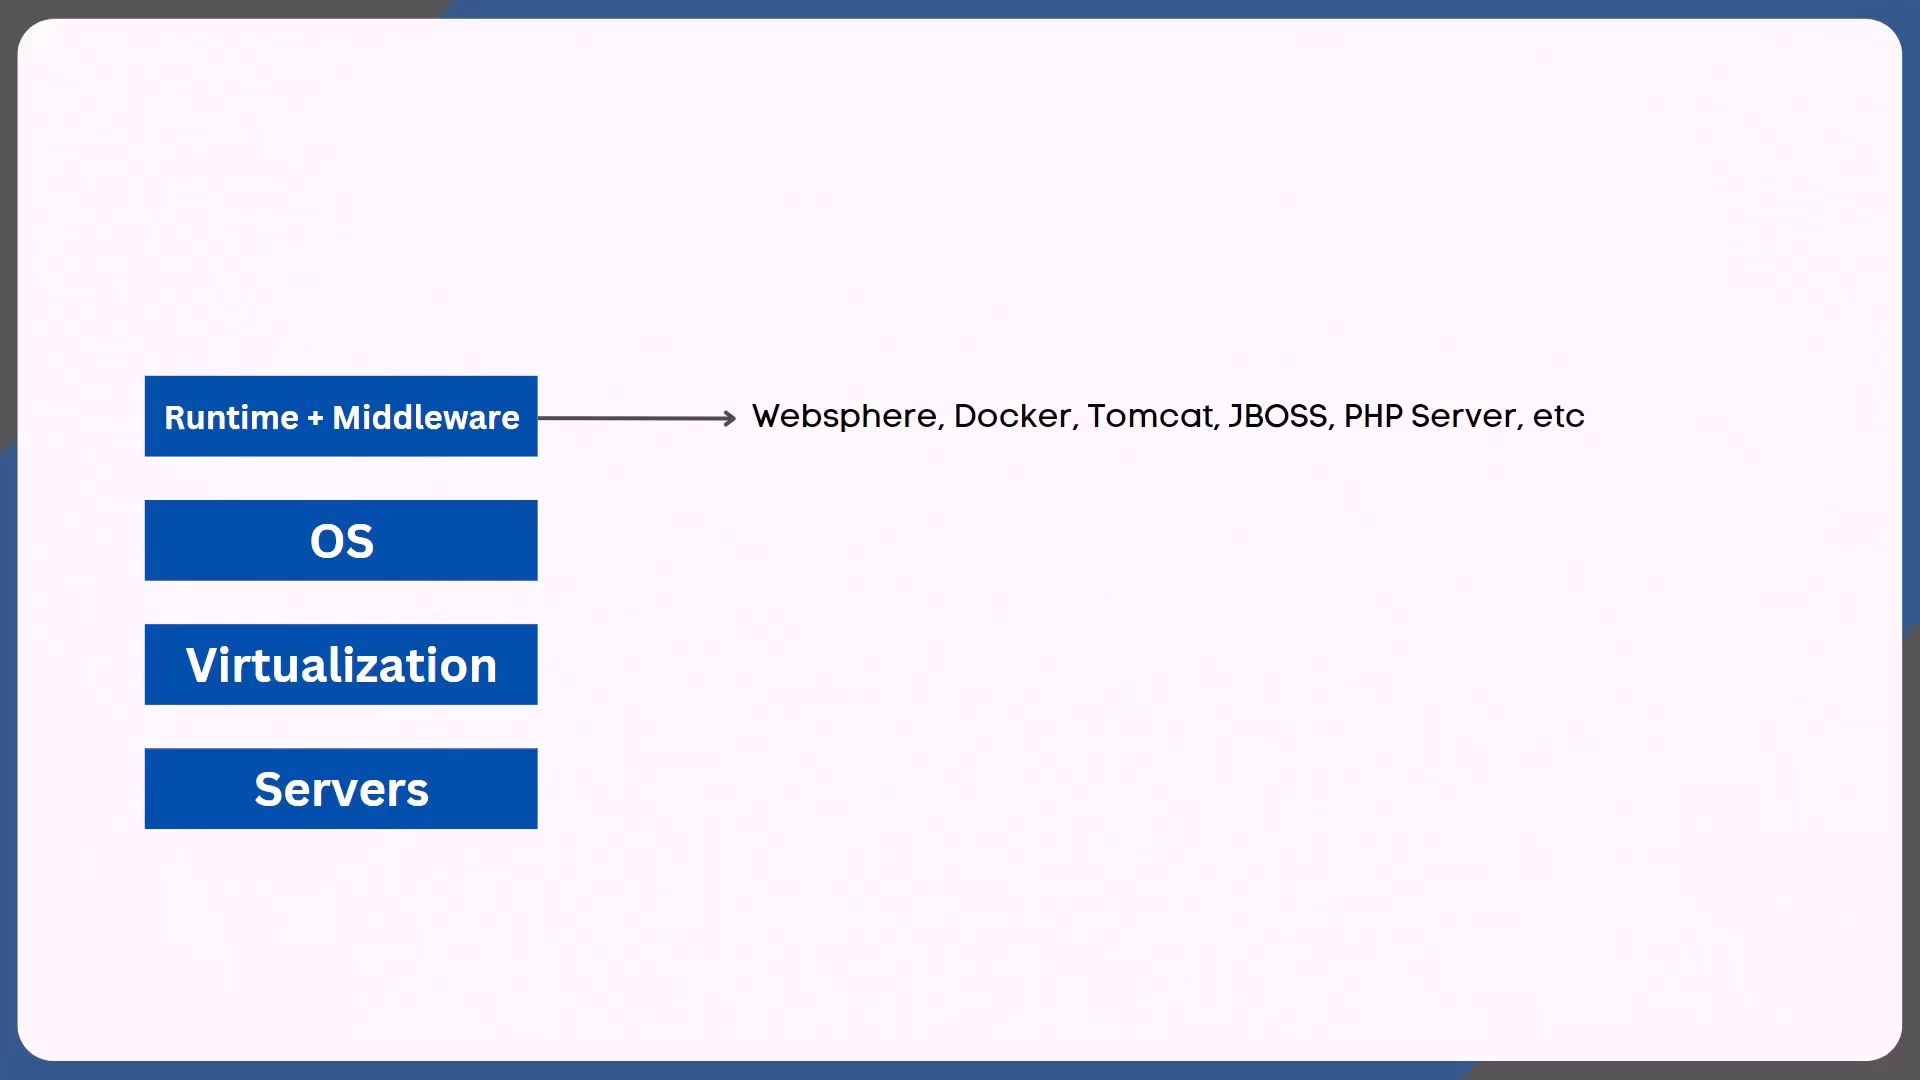 Runtime + Middleware
Websphere, Docker, Tomcat, JBOSS, PHP Server, etc
OS
Virtualization
Servers